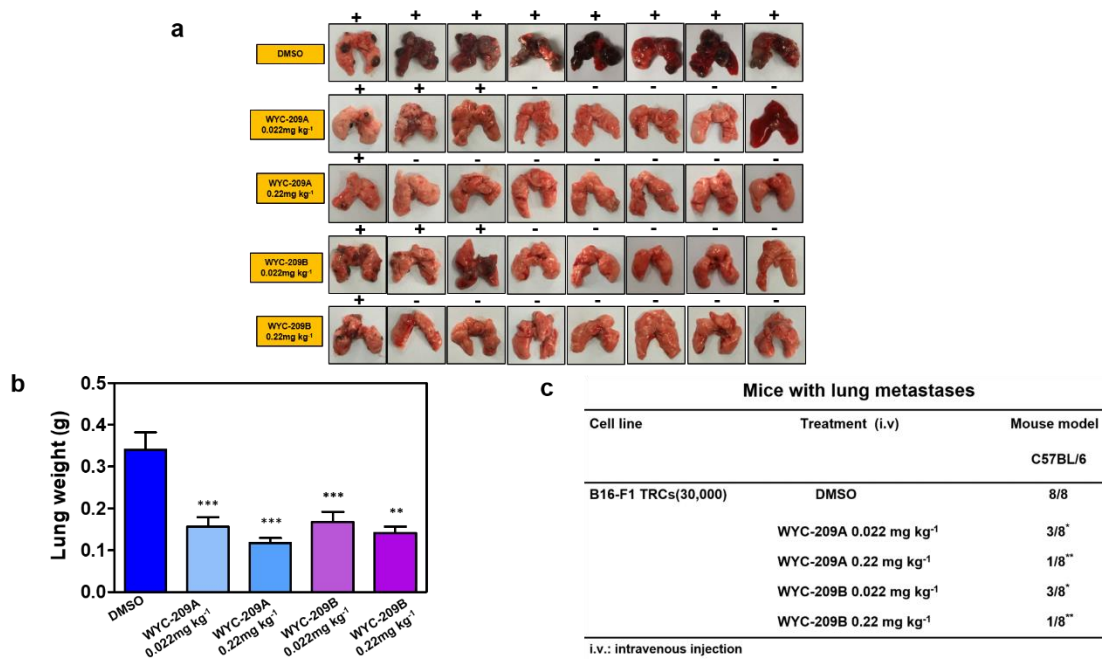 a
+ + + + + + + +
DMSO
+ + + - - - - -
WYC-209A
0.022mg kg⁻¹
+ - - - - - - -
WYC-209A
0.22mg kg⁻¹
+ + + - - - - -
WYC-209B
0.022mg kg⁻¹
+ - - - - - - -
WYC-209B
0.22mg kg⁻¹
b
Lung weight (g)
0.5
0.4
0.3
0.2
0.1
0.0
*** *** *** **
DMSO
WYC-209A
0.022mg kg⁻¹
WYC-209A
0.22mg kg⁻¹
WYC-209B
0.022mg kg⁻¹
WYC-209B
0.22mg kg⁻¹
c
Mice with lung metastases
Cell line Treatment (i.v) Mouse model
C57BL/6
B16-F1 TRCs(30,000) DMSO 8/8
WYC-209A 0.022 mg kg⁻¹ 3/8*
WYC-209A 0.22 mg kg⁻¹ 1/8**
WYC-209B 0.022 mg kg⁻¹ 3/8*
WYC-209B 0.22 mg kg⁻¹ 1/8**
i.v.: intravenous injection